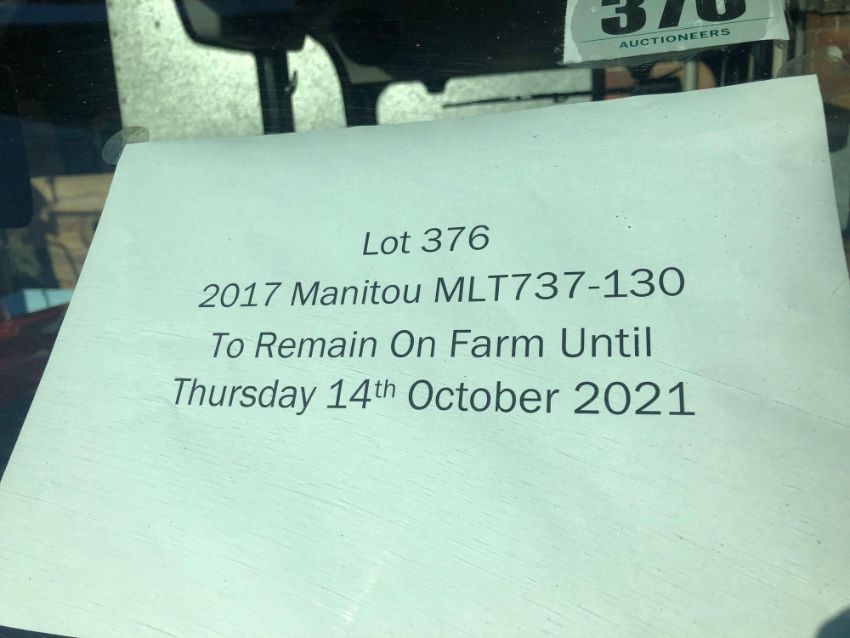 376
AUCTIONEERS
Lot 376
2017 Manitou MLT737-130
To Remain On Farm Until
Thursday 14th October 2021